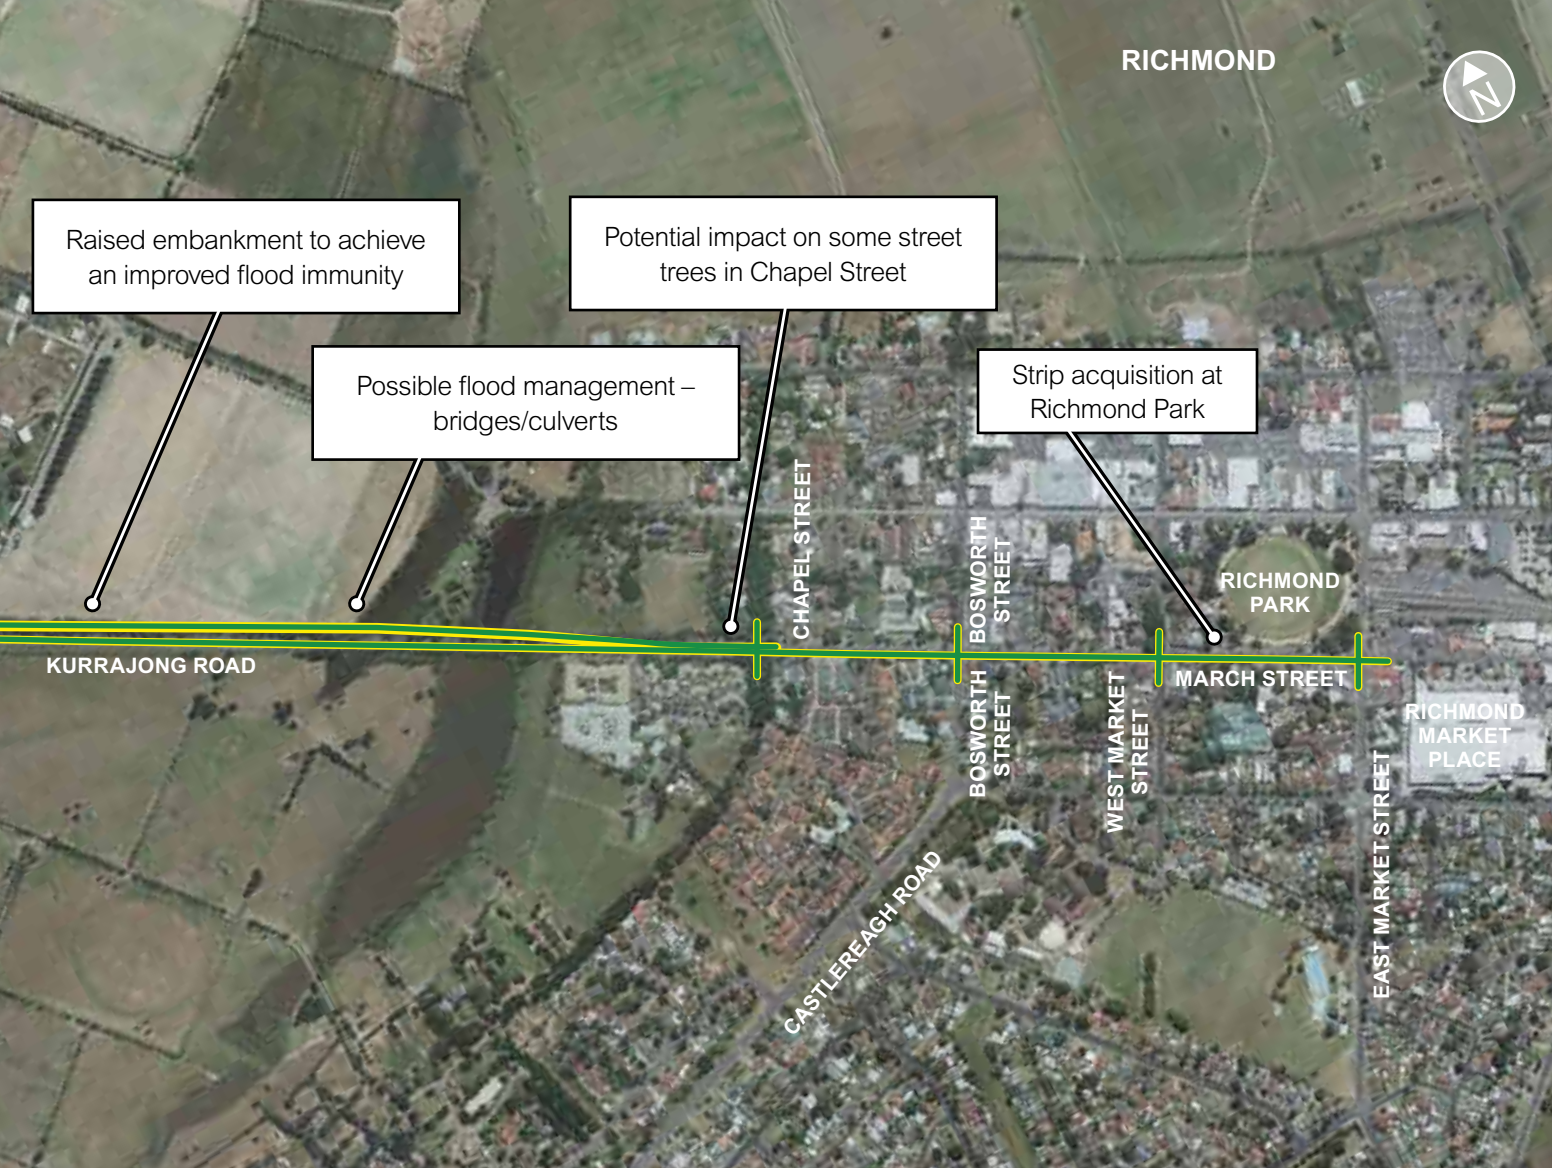 RICHMOND
N
Raised embankment to achieve
an improved flood immunity
Potential impact on some street
trees in Chapel Street
Possible flood management –
bridges/culverts
Strip acquisition at
Richmond Park
CHAPEL STREET
BOSWORTH
STREET
RICHMOND
PARK
KURRAJONG ROAD
MARCH STREET
BOSWORTH
STREET
WEST MARKET
STREET
RICHMOND
MARKET
PLACE
EAST MARKET STREET
CASTLEREAGH ROAD